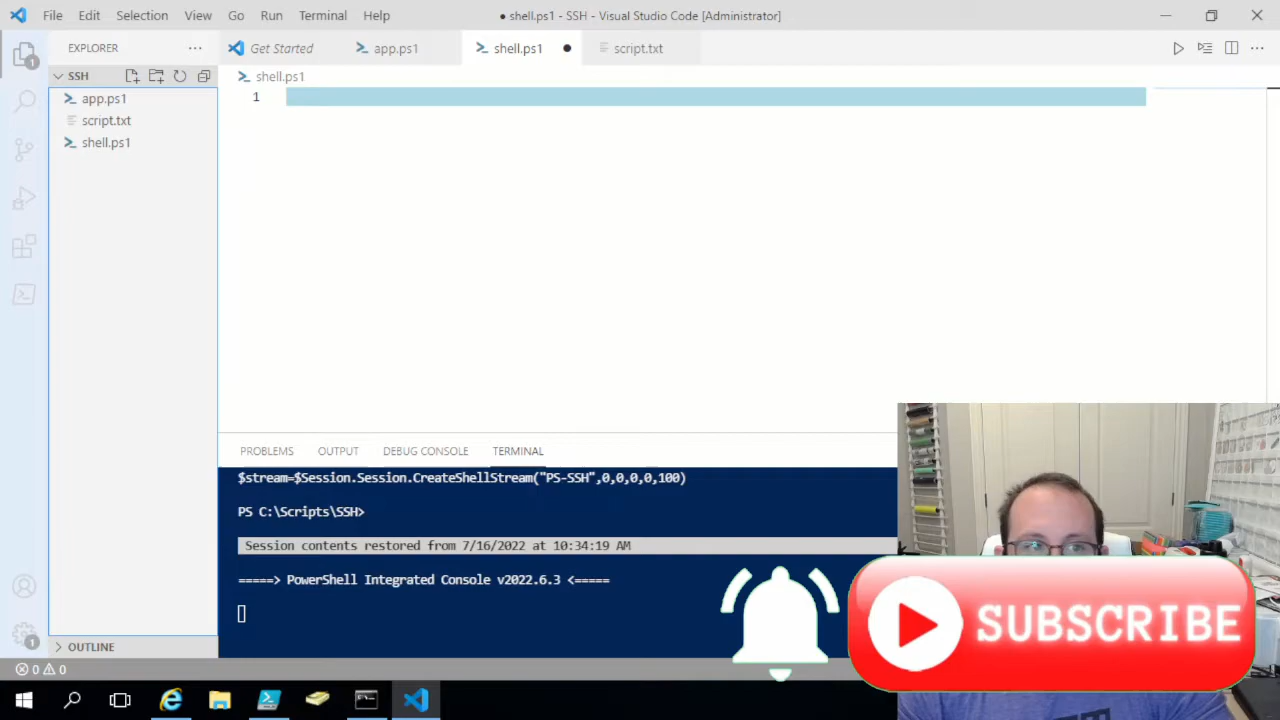 File Edit Selection View Go Run Terminal Help
● shell.ps1 - SSH - Visual Studio Code [Administrator]
EXPLORER
Get Started
app.ps1
shell.ps1
script.txt
SSH
shell.ps1
app.ps1
script.txt
shell.ps1
1
1
PROBLEMS OUTPUT DEBUG CONSOLE TERMINAL
$stream=$Session.Session.CreateShellStream("PS-SSH",0,0,0,0,100)
PS C:\Scripts\SSH>
Session contents restored from 7/16/2022 at 10:34:19 AM
=====> PowerShell Integrated Console v2022.6.3 <=====
SUBSCRIBE
1
OUTLINE
0 0